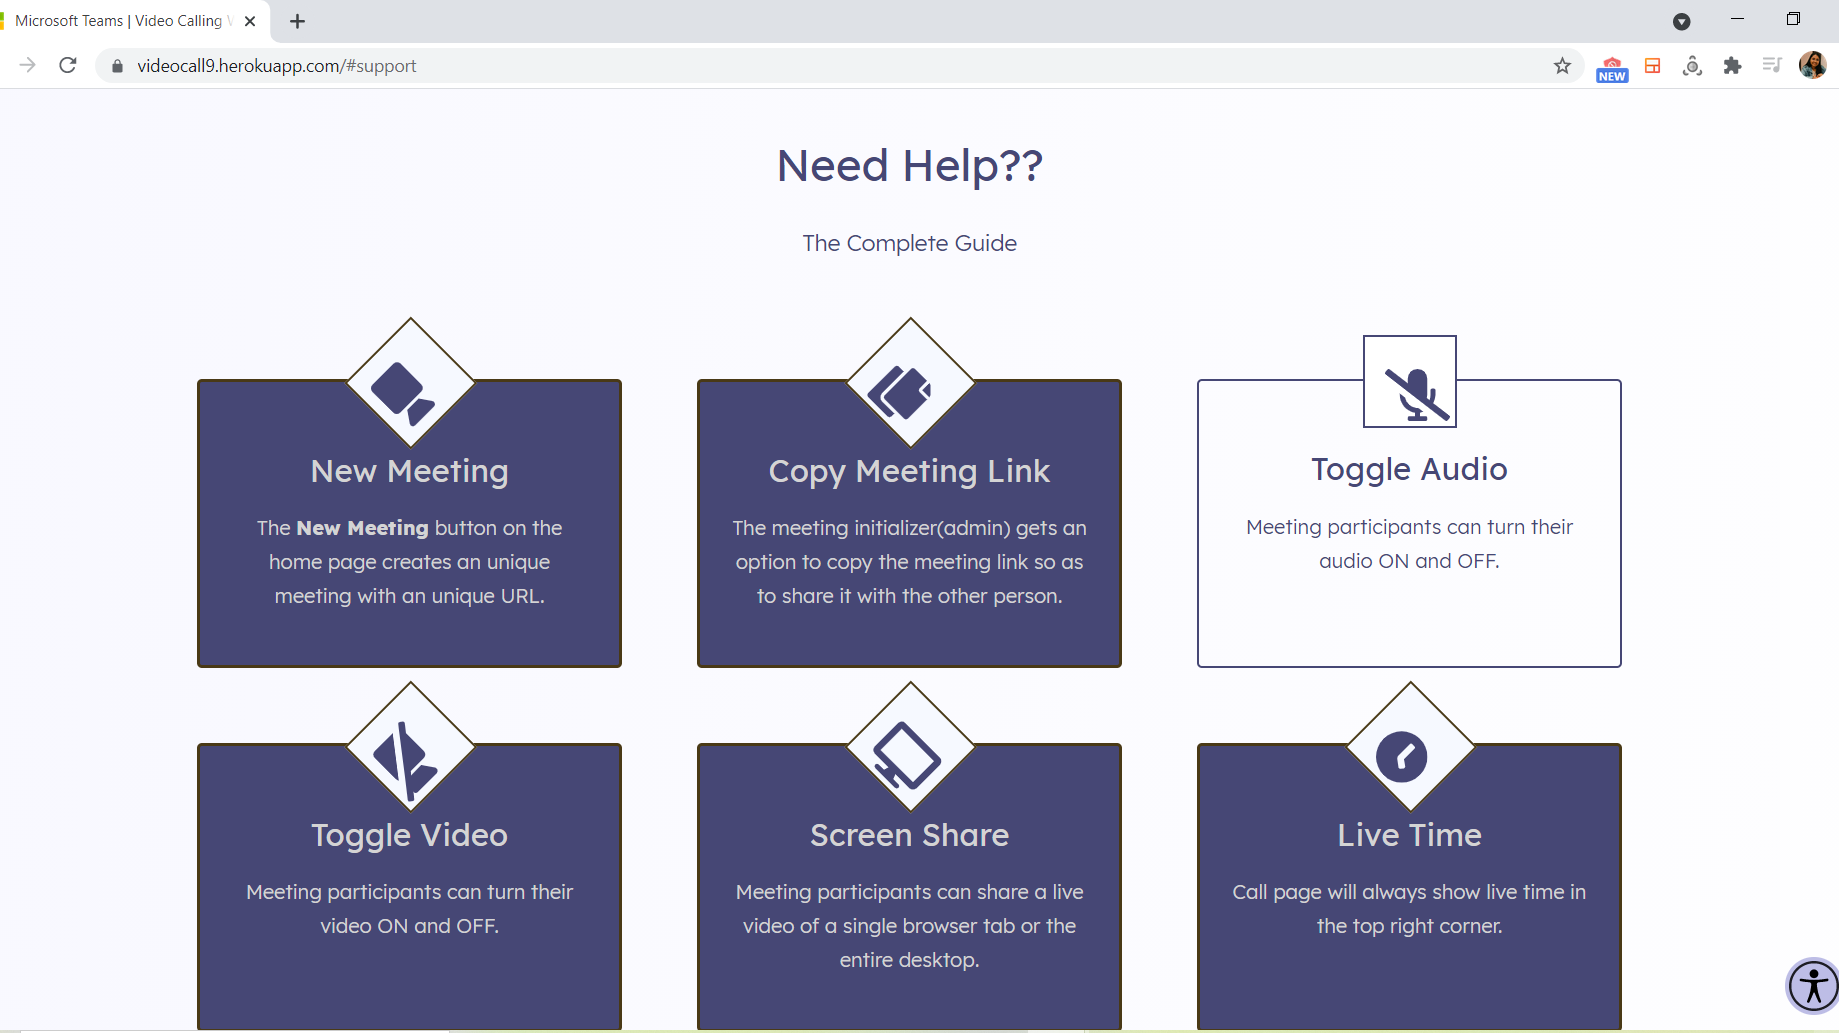 Microsoft Teams | Video Calling
videocall9.herokuapp.com/#support
NEW
Need Help??
The Complete Guide
New Meeting
The New Meeting button on the
home page creates an unique
meeting with an unique URL.
Copy Meeting Link
The meeting initializer(admin) gets an
option to copy the meeting link so as
to share it with the other person.
Toggle Audio
Meeting participants can turn their
audio ON and OFF.
Toggle Video
Meeting participants can turn their
video ON and OFF.
Screen Share
Meeting participants can share a live
video of a single browser tab or the
entire desktop.
Live Time
Call page will always show live time in
the top right corner.